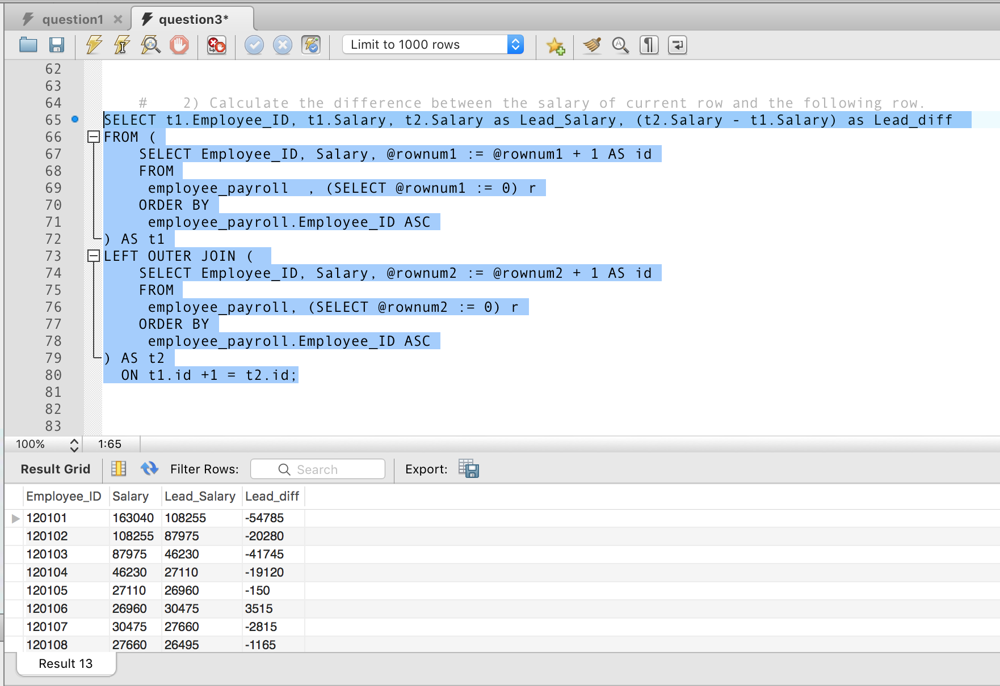 question1 question3*
Limit to 1000 rows
62
63
64 # 2) Calculate the difference between the salary of current row and the following row.
65 SELECT t1.Employee_ID, t1.Salary, t2.Salary as Lead_Salary, (t2.Salary - t1.Salary) as Lead_diff
66 FROM (
67 SELECT Employee_ID, Salary, @rownum1 := @rownum1 + 1 AS id
68 FROM
69 employee_payroll , (SELECT @rownum1 := 0) r
70 ORDER BY
71 employee_payroll.Employee_ID ASC
72 ) AS t1
73 LEFT OUTER JOIN (
74 SELECT Employee_ID, Salary, @rownum2 := @rownum2 + 1 AS id
75 FROM
76 employee_payroll, (SELECT @rownum2 := 0) r
77 ORDER BY
78 employee_payroll.Employee_ID ASC
79 ) AS t2
80 ON t1.id +1 = t2.id;
81
82
83
100% 1:65
Result Grid Filter Rows: Search Export:
Employee_ID Salary Lead_Salary Lead_diff
120101 163040 108255 -54785
120102 108255 87975 -20280
120103 87975 46230 -41745
120104 46230 27110 -19120
120105 27110 26960 -150
120106 26960 30475 3515
120107 30475 27660 -2815
120108 27660 26495 -1165
Result 13